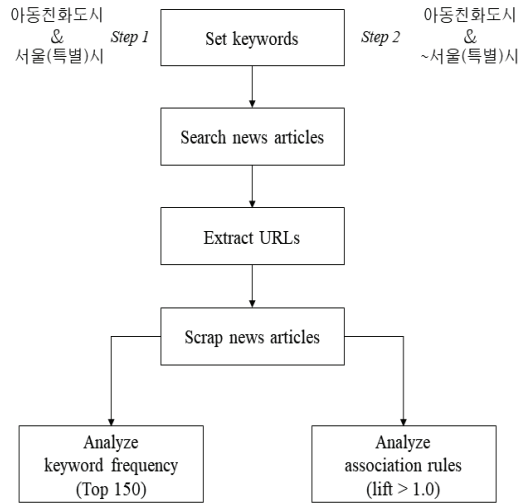 아동친화도시
&
서울(특별)시
Step 1
Set keywords
Step 2
아동친화도시
&
~서울(특별)시
Search news articles
Extract URLs
Scrap news articles
Analyze
keyword frequency
(Top 150)
Analyze
association rules
(lift > 1.0)